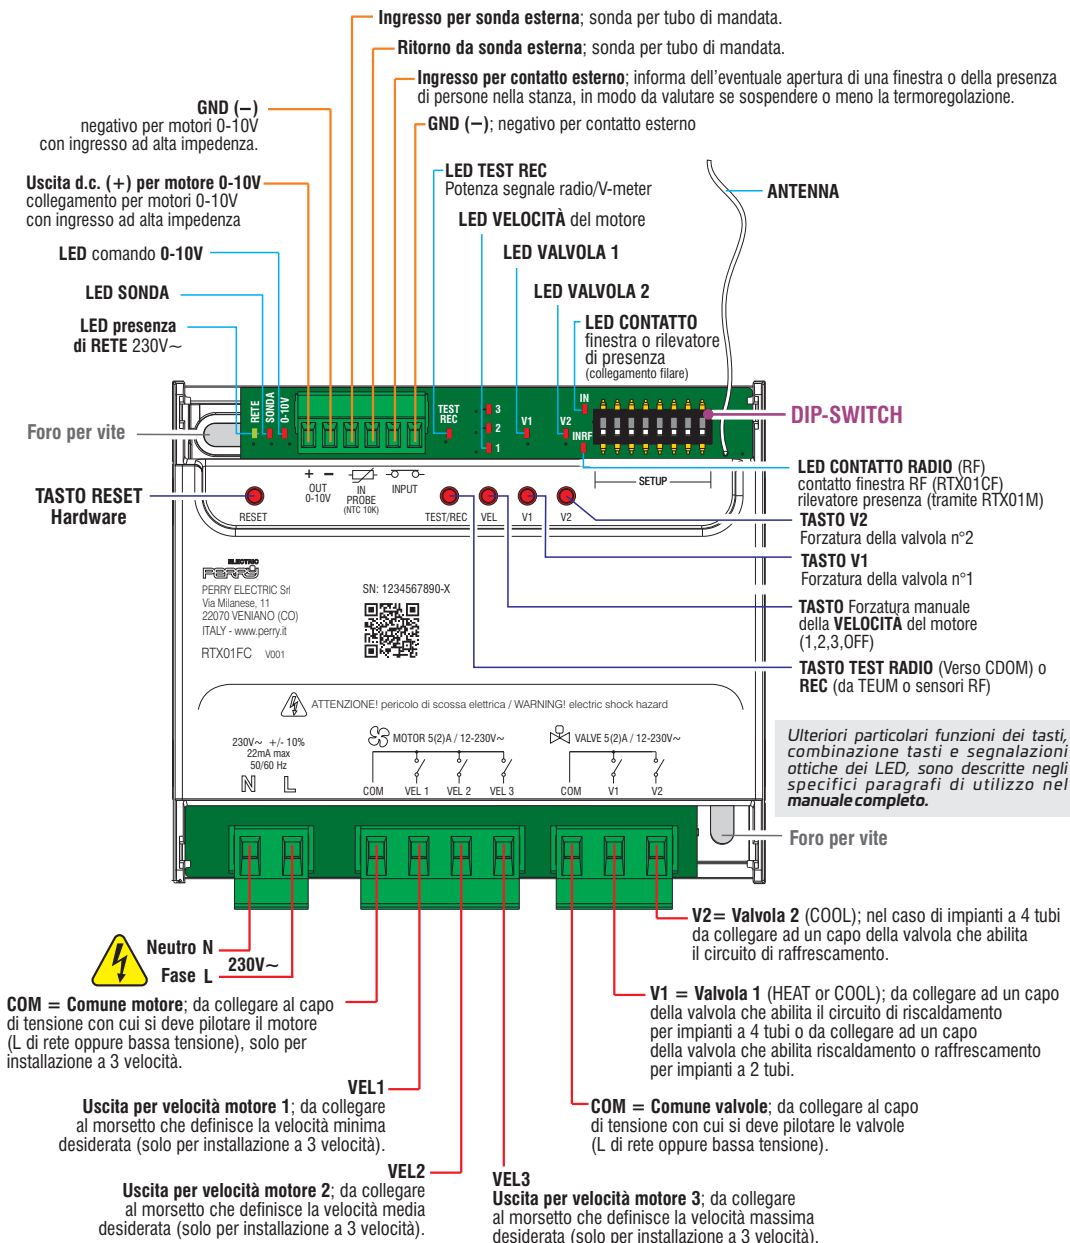 Ingresso per sonda esterna; sonda per tubo di mandata.
Ritorno da sonda esterna; sonda per tubo di mandata.
Ingresso per contatto esterno; informa dell'eventuale apertura di una finestra o della presenza
di persone nella stanza, in modo da valutare se sospendere o meno la termoregolazione.
GND (–)
negativo per motori 0-10V
con ingresso ad alta impedenza.
GND (–); negativo per contatto esterno
Uscita d.c. (+) per motore 0-10V
collegamento per motori 0-10V
con ingresso ad alta impedenza
LED TEST REC
Potenza segnale radio/V-meter
ANTENNA
LED VELOCITÀ del motore
LED comando 0-10V
LED VALVOLA 1
LED SONDA
LED VALVOLA 2
LED presenza
di RETE 230V~
LED CONTATTO
finestra o rilevatore
di presenza
(collegamento filare)
RETE
SONDA
0-10V
TEST
REC
3
2
1
V1
V2
IN
INRF
DIP-SWITCH
Foro per vite
+ –
OUT
0-10V
IN
PROBE
(NTC 10K)
INPUT
SETUP
LED CONTATTO RADIO (RF)
contatto finestra RF (RTX01CF)
rilevatore presenza (tramite RTX01M)
TASTO RESET
Hardware
RESET
TEST/REC
VEL
V1
V2
TASTO V2
Forzatura della valvola n°2
TASTO V1
Forzatura della valvola n°1
TASTO Forzatura manuale
della VELOCITÀ del motore
(1,2,3,OFF)
TASTO TEST RADIO (Verso CDOM) o
REC (da TEUM o sensori RF)
ELECTRIC
PERRY
PERRY ELECTRIC Srl
Via Milanese, 11
22070 VENIANO (CO)
ITALY - www.perry.it
RTX01FC V001
SN: 1234567890-X
ATTENZIONE! pericolo di scossa elettrica / WARNING! electric shock hazard
230V~ +/- 10%
22mA max
50/60 Hz
N L
MOTOR 5(2)A / 12-230V~
COM VEL 1 VEL 2 VEL 3
VALVE 5(2)A / 12-230V~
COM V1 V2
Ulteriori particolari funzioni dei tasti,
combinazione tasti e segnalazioni
ottiche dei LED, sono descritte negli
specifici paragrafi di utilizzo nel
manuale completo.
Foro per vite
Neutro N
Fase L
230V~
V2= Valvola 2 (COOL); nel caso di impianti a 4 tubi
da collegare ad un capo della valvola che abilita
il circuito di raffrescamento.
COM = Comune motore; da collegare al capo
di tensione con cui si deve pilotare il motore
(L di rete oppure bassa tensione), solo per
installazione a 3 velocità.
V1 = Valvola 1 (HEAT or COOL); da collegare ad un capo
della valvola che abilita il circuito di riscaldamento
per impianti a 4 tubi o da collegare ad un capo
della valvola che abilita riscaldamento o raffrescamento
per impianti a 2 tubi.
VEL1
Uscita per velocità motore 1; da collegare
al morsetto che definisce la velocità minima
desiderata (solo per installazione a 3 velocità).
COM = Comune valvole; da collegare al capo
di tensione con cui si deve pilotare le valvole
(L di rete oppure bassa tensione).
VEL2
Uscita per velocità motore 2; da collegare
al morsetto che definisce la velocità media
desiderata (solo per installazione a 3 velocità).
VEL3
Uscita per velocità motore 3; da collegare
al morsetto che definisce la velocità massima
desiderata (solo per installazione a 3 velocità).